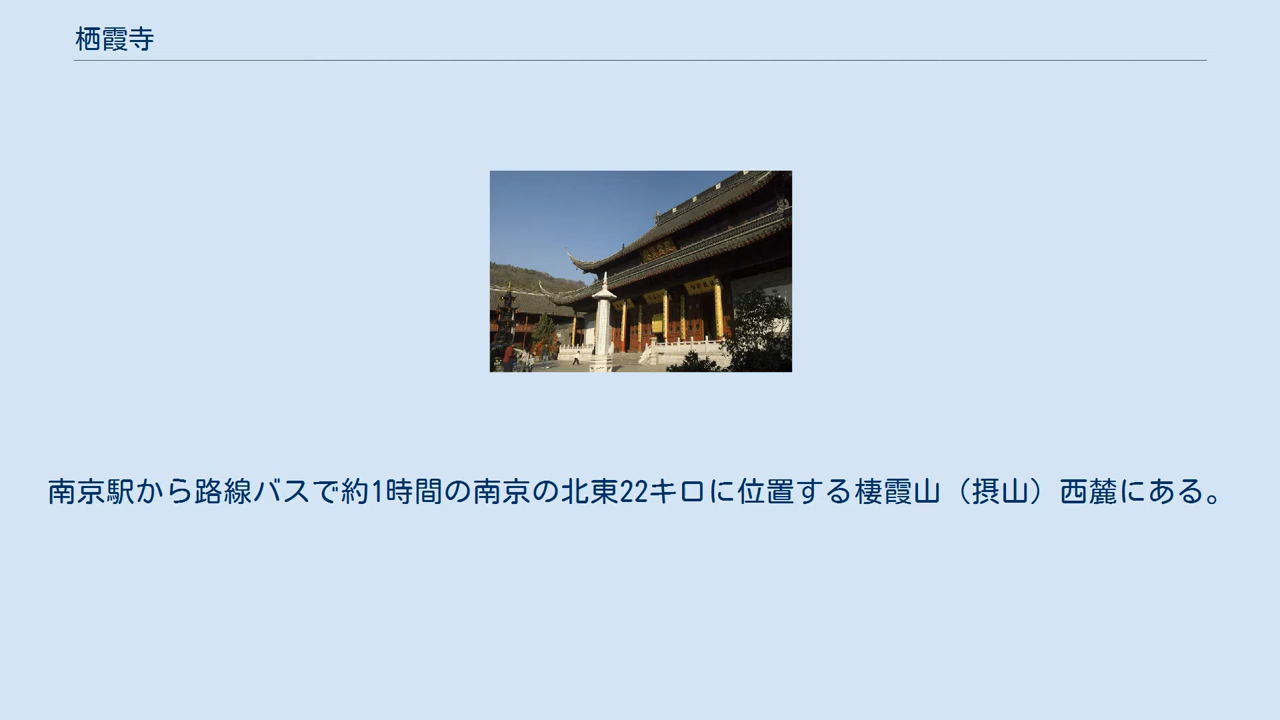 栖霞寺
南京駅から路線バスで約1時間の南京の北東22キロに位置する棲霞山（摂山）西麓にある。